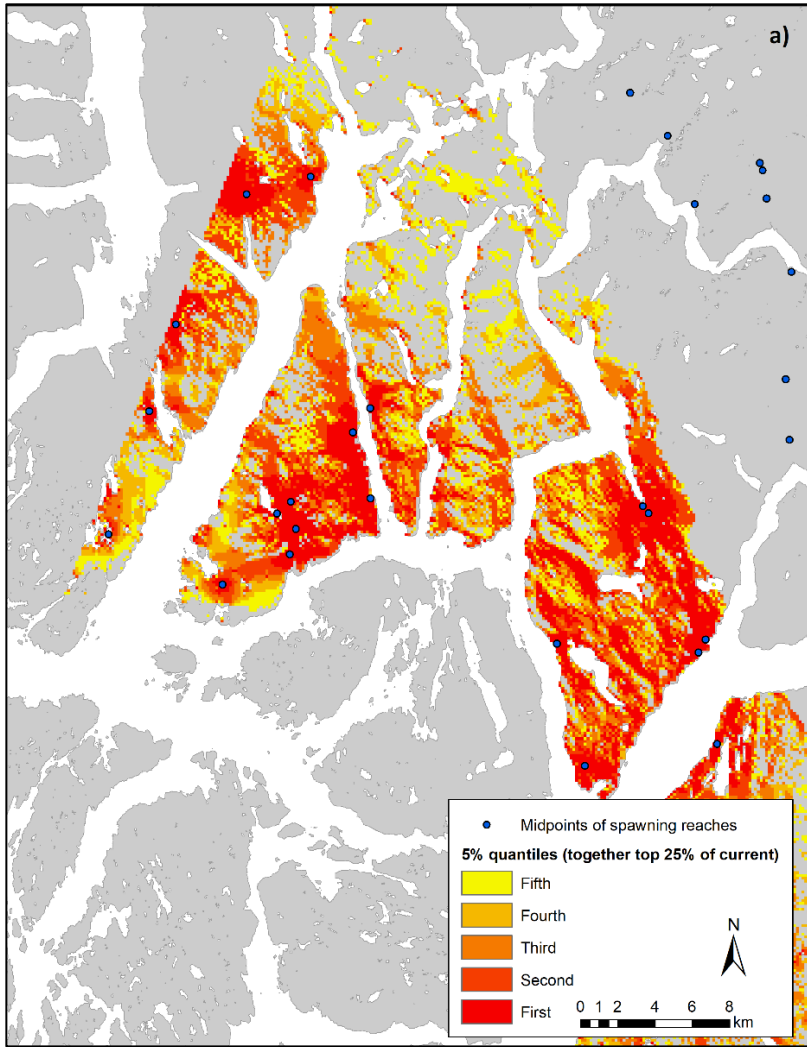 a)
Midpoints of spawning reaches
5% quantiles (together top 25% of current)
Fifth
Fourth
Third
Second
First
N
0 1 2 4 6 8
km